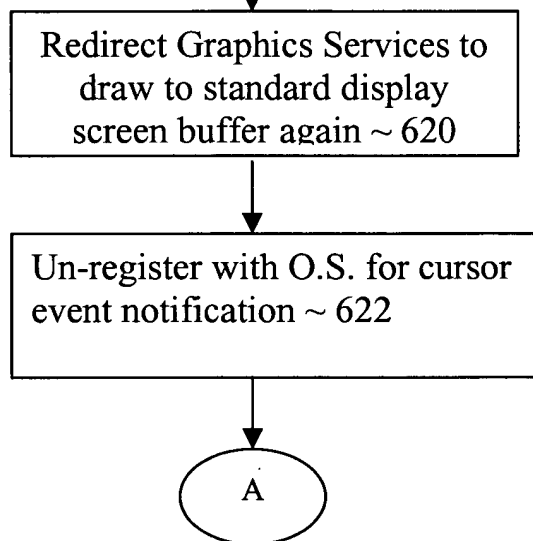 Redirect Graphics Services to
draw to standard display
screen buffer again ~ 620
Un-register with O.S. for cursor
event notification ~ 622
A